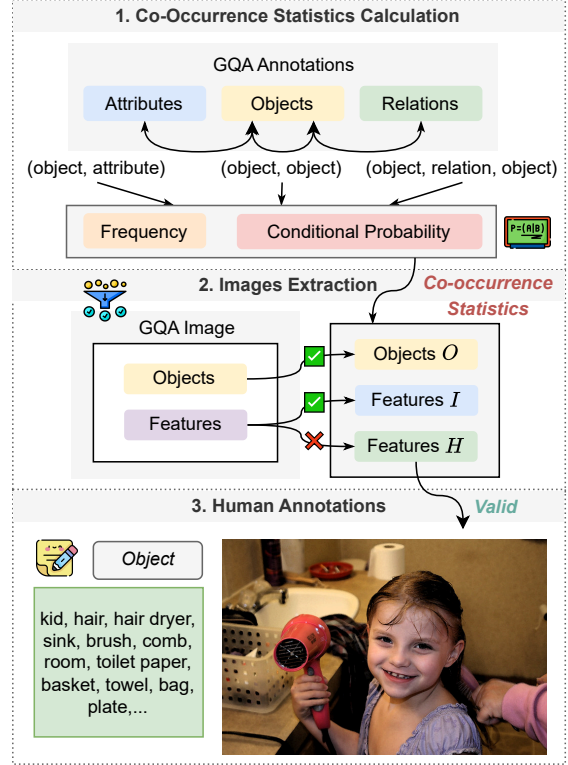 1. Co-Occurrence Statistics Calculation
GQA Annotations
Attributes
Objects
Relations
(object, attribute)
(object, object)
(object, relation, object)
Frequency
Conditional Probability
P=(A|B)
2. Images Extraction
Co-occurrence
Statistics
GQA Image
Objects
Features
Objects O
Features I
Features H
3. Human Annotations
Valid
Object
kid, hair, hair dryer,
sink, brush, comb,
room, toilet paper,
basket, towel, bag,
plate,...